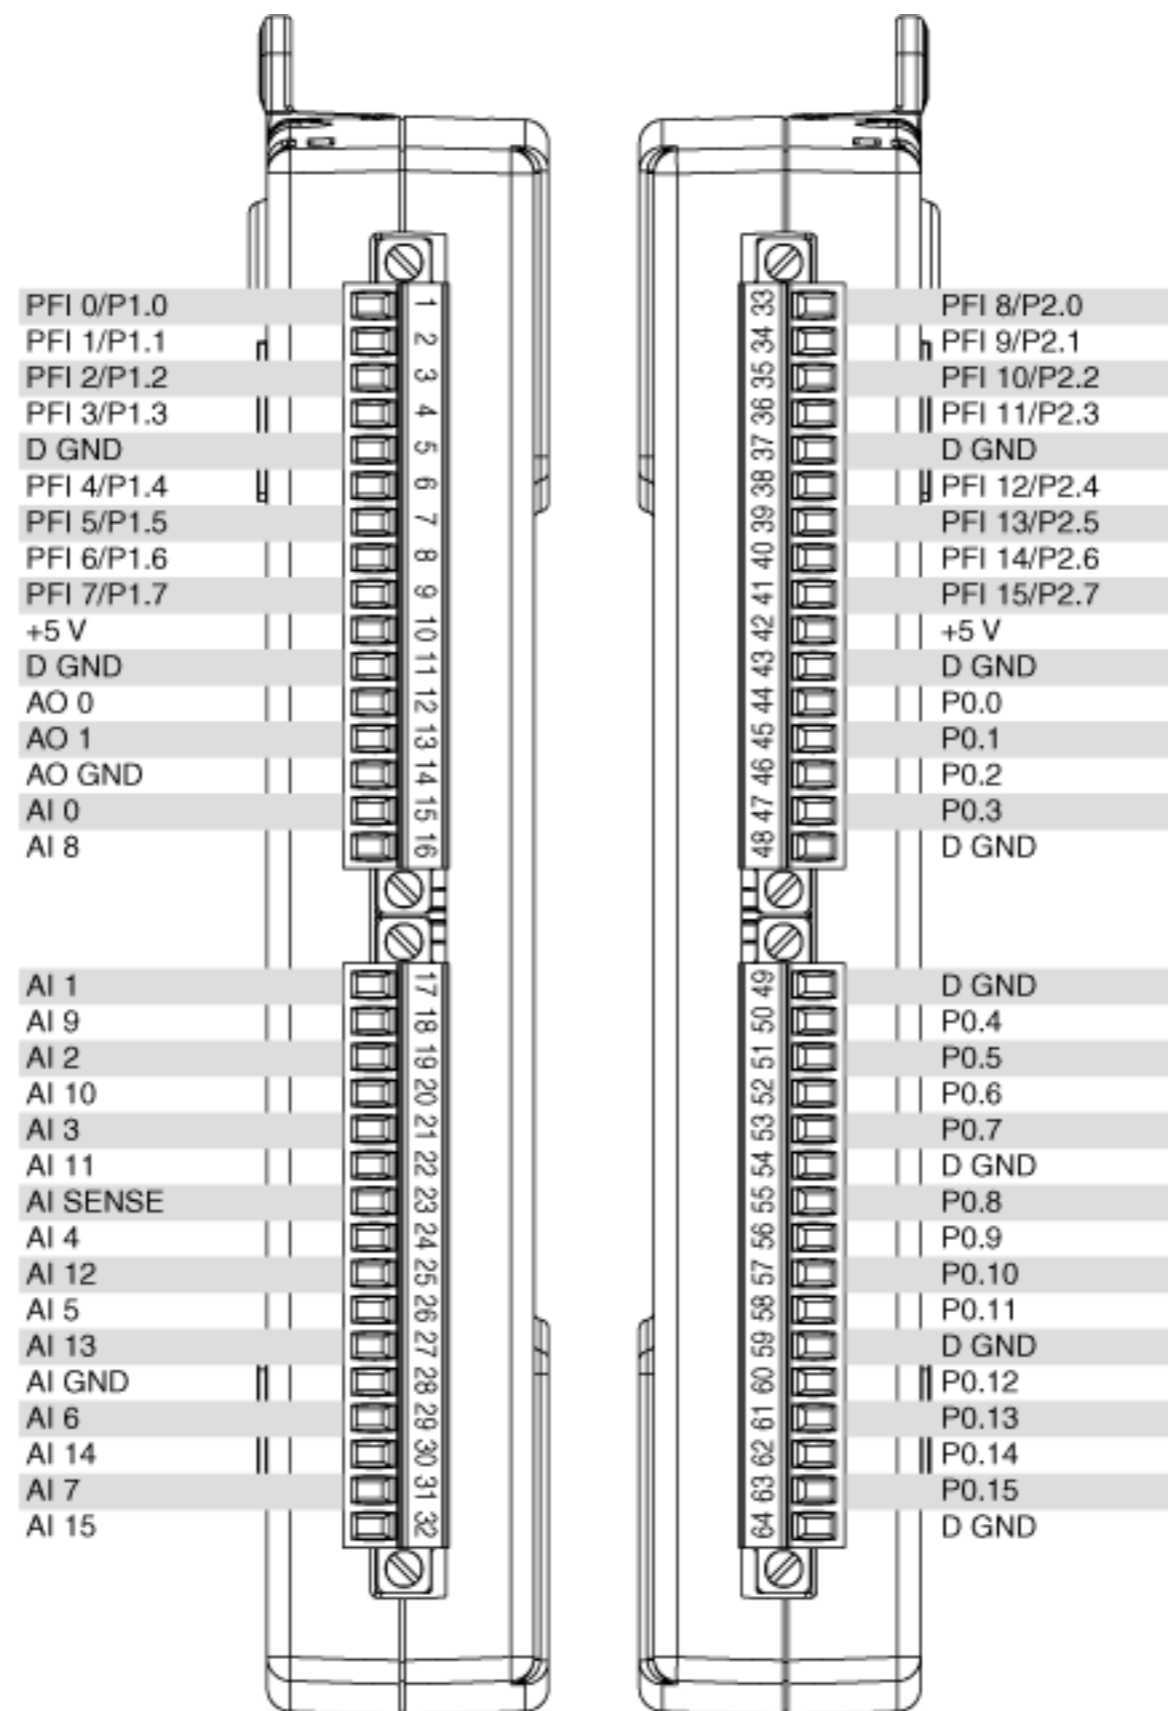 PFI 0/P1.0 1
PFI 1/P1.1 2
PFI 2/P1.2 3
PFI 3/P1.3 4
D GND 5
PFI 4/P1.4 6
PFI 5/P1.5 7
PFI 6/P1.6 8
PFI 7/P1.7 9
+5 V 10
D GND 11
AO 0 12
AO 1 13
AO GND 14
AI 0 15
AI 8 16
AI 1 17
AI 9 18
AI 2 19
AI 10 20
AI 3 21
AI 11 22
AI SENSE 23
AI 4 24
AI 12 25
AI 5 26
AI 13 27
AI GND 28
AI 6 29
AI 14 30
AI 7 31
AI 15 32
33 PFI 8/P2.0
34 PFI 9/P2.1
35 PFI 10/P2.2
36 PFI 11/P2.3
37 D GND
38 PFI 12/P2.4
39 PFI 13/P2.5
40 PFI 14/P2.6
41 PFI 15/P2.7
42 +5 V
43 D GND
44 P0.0
45 P0.1
46 P0.2
47 P0.3
48 D GND
49 D GND
50 P0.4
51 P0.5
52 P0.6
53 P0.7
54 D GND
55 P0.8
56 P0.9
57 P0.10
58 P0.11
59 D GND
60 P0.12
61 P0.13
62 P0.14
63 P0.15
64 D GND